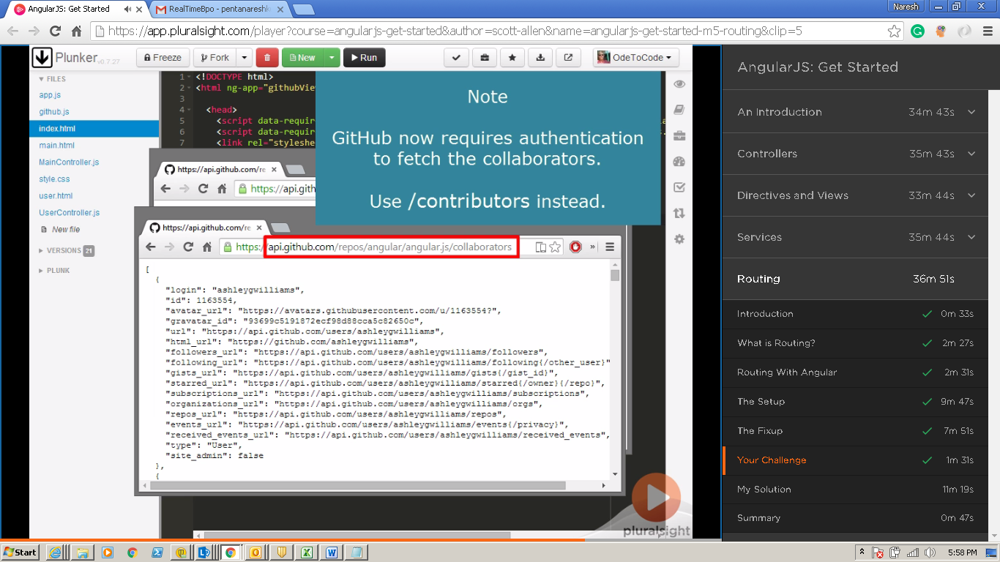 AngularJS: Get Started
RealTimeBpo - pentanareshk
Naresh
https://app.pluralsight.com/player?course=angularjs-get-started&author=scott-allen&name=angularjs-get-started-m5-routing&clip=5
Plunker v0.7.27
Freeze
Fork
New
Run
OdeToCode
FILES
app.js
github.js
index.html
main.html
MainController.js
style.css
user.html
UserController.js
New file
VERSIONS 21
PLUNK
1 <!DOCTYPE html>
2 <html ng-app="githubView
3
4 <head>
5 <script data-require
6 <script data-require
7 <link rel="styleshe
Note
GitHub now requires authentication
to fetch the collaborators.
Use /contributors instead.
https://api.github.com/re
https://api.gith
https://api.github.com/re
https://api.github.com/repos/angular/angular.js/collaborators
[
{
"login": "ashleygwilliams",
"id": 1163554,
"avatar_url": "https://avatars.githubusercontent.com/u/1163554?",
"gravatar_id": "93699c5191872ecf98d88cca5c82650c",
"url": "https://api.github.com/users/ashleygwilliams",
"html_url": "https://github.com/ashleygwilliams",
"followers_url": "https://api.github.com/users/ashleygwilliams/followers",
"following_url": "https://api.github.com/users/ashleygwilliams/following{/other_user}"
"gists_url": "https://api.github.com/users/ashleygwilliams/gists{/gist_id}",
"starred_url": "https://api.github.com/users/ashleygwilliams/starred{/owner}{/repo}",
"subscriptions_url": "https://api.github.com/users/ashleygwilliams/subscriptions",
"organizations_url": "https://api.github.com/users/ashleygwilliams/orgs",
"repos_url": "https://api.github.com/users/ashleygwilliams/repos",
"events_url": "https://api.github.com/users/ashleygwilliams/events{/privacy}",
"received_events_url": "https://api.github.com/users/ashleygwilliams/received_events",
"type": "User",
"site_admin": false
},
{
pluralsight
AngularJS: Get Started
An Introduction 34m 43s
Controllers 35m 43s
Directives and Views 33m 44s
Services 35m 44s
Routing 36m 51s
Introduction 0m 33s
What is Routing? 2m 27s
Routing With Angular 2m 31s
The Setup 9m 47s
The Fixup 7m 51s
Your Challenge 1m 31s
My Solution 11m 19s
Summary 0m 47s
Start
5:58 PM